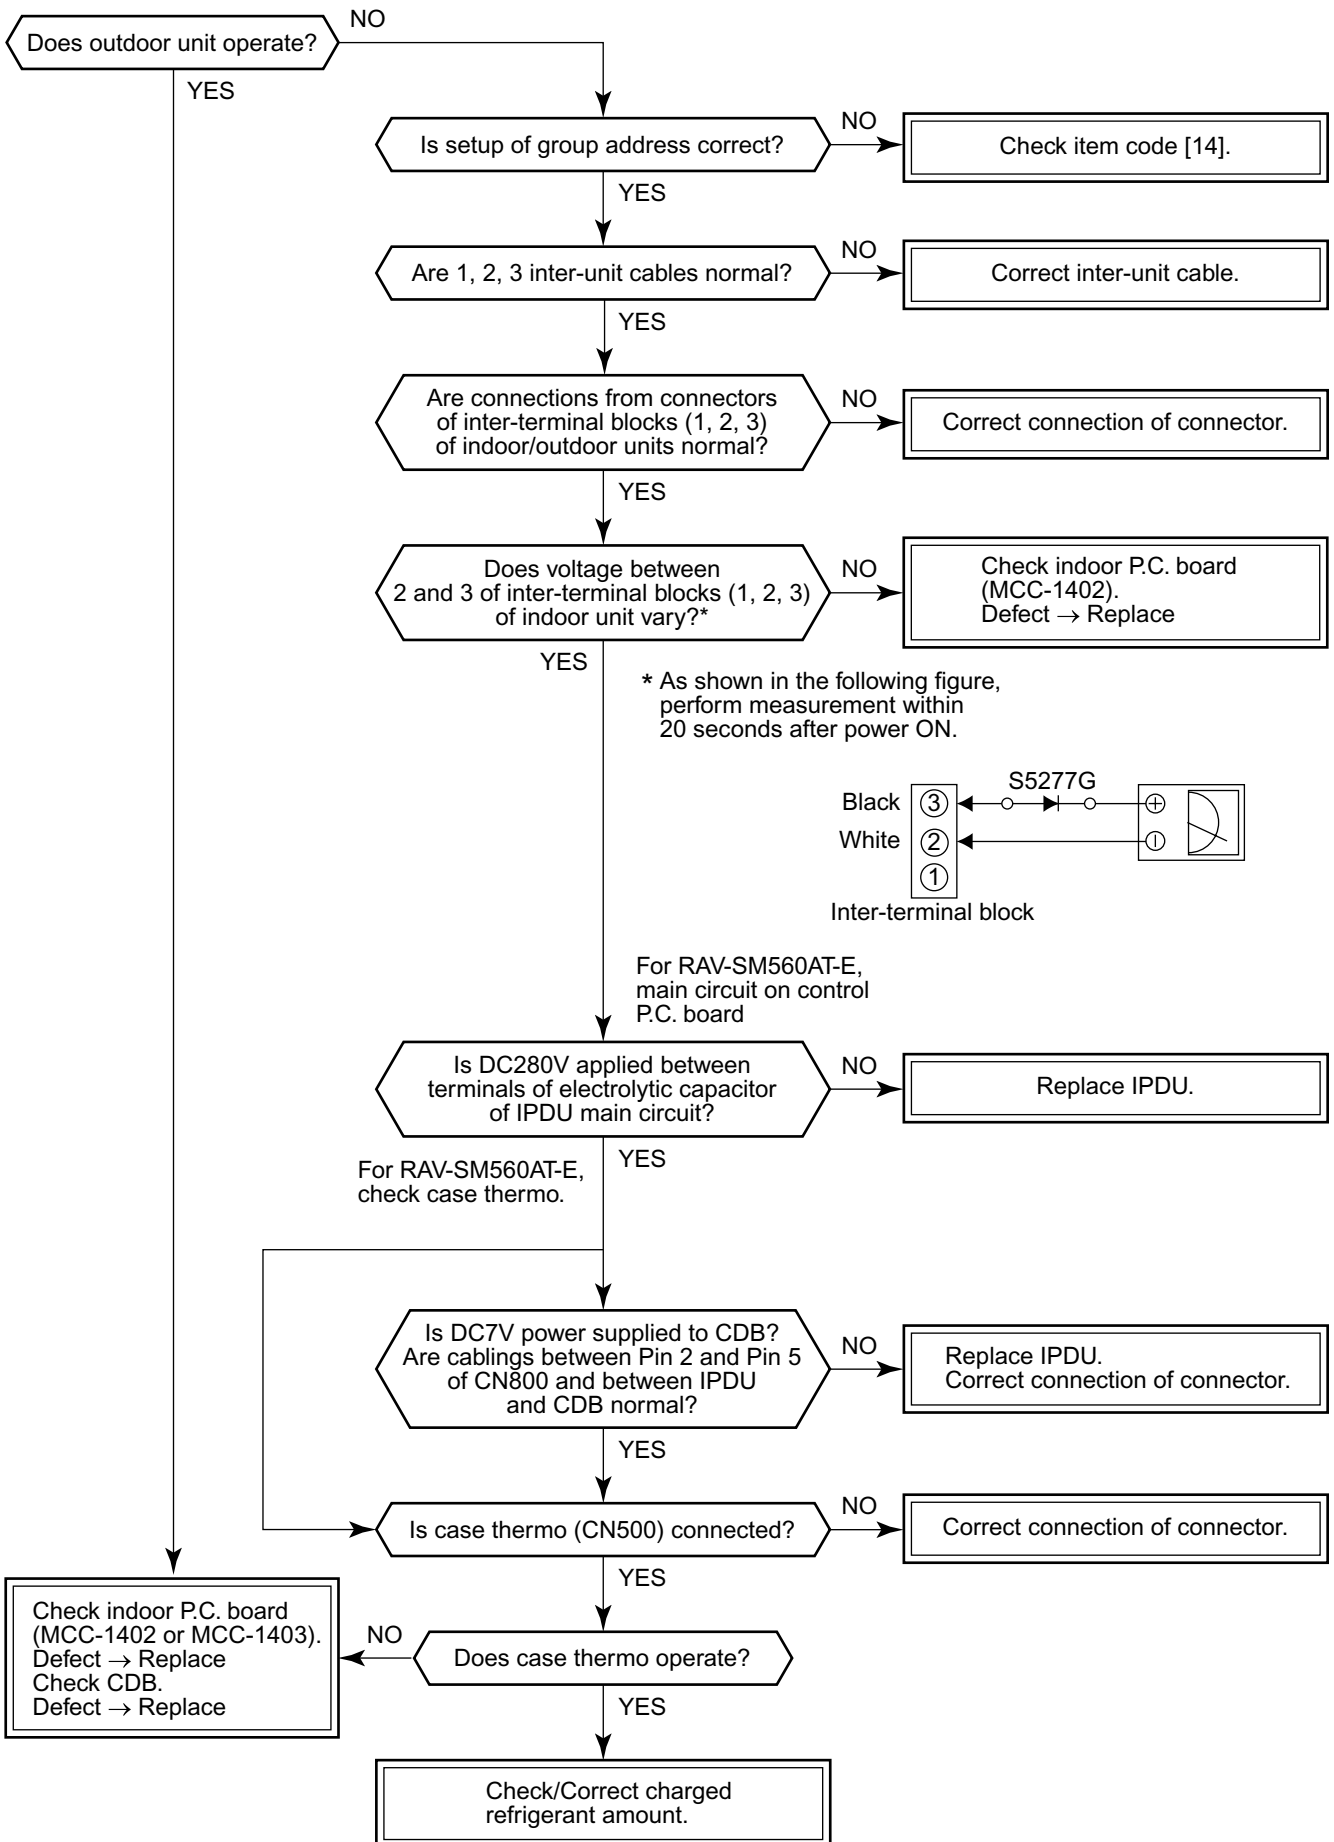 Does outdoor unit operate?
NO
YES
Is setup of group address correct?
NO
Check item code [14].
YES
Are 1, 2, 3 inter-unit cables normal?
NO
Correct inter-unit cable.
YES
Are connections from connectors
of inter-terminal blocks (1, 2, 3)
of indoor/outdoor units normal?
NO
Correct connection of connector.
YES
Does voltage between
2 and 3 of inter-terminal blocks (1, 2, 3)
of indoor unit vary?*
NO
Check indoor P.C. board
(MCC-1402).
Defect → Replace
YES
* As shown in the following figure,
perform measurement within
20 seconds after power ON.
S5277G
Black ③ +
White ② −
①
Inter-terminal block
For RAV-SM560AT-E,
main circuit on control
P.C. board
Is DC280V applied between
terminals of electrolytic capacitor
of IPDU main circuit?
NO
Replace IPDU.
YES
For RAV-SM560AT-E,
check case thermo.
Is DC7V power supplied to CDB?
Are cablings between Pin 2 and Pin 5
of CN800 and between IPDU
and CDB normal?
NO
Replace IPDU.
Correct connection of connector.
YES
Is case thermo (CN500) connected?
NO
Correct connection of connector.
YES
Does case thermo operate?
NO
Check indoor P.C. board
(MCC-1402 or MCC-1403).
Defect → Replace
Check CDB.
Defect → Replace
YES
Check/Correct charged
refrigerant amount.